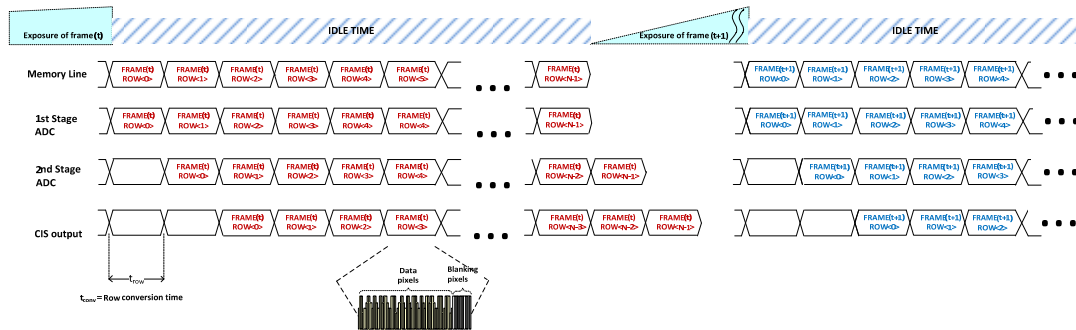 Exposure of frame(t)
IDLE TIME
Exposure of frame(t+1)
IDLE TIME
Memory Line
FRAME(t) FRAME(t) FRAME(t) FRAME(t) FRAME(t) FRAME(t) FRAME(t) FRAME(t+1) FRAME(t+1) FRAME(t+1) FRAME(t+1) FRAME(t+1)
ROW<0> ROW<1> ROW<2> ROW<3> ROW<4> ROW<5> ROW<N-1> ROW<0> ROW<1> ROW<2> ROW<3> ROW<4>
1st Stage
ADC
FRAME(t) FRAME(t) FRAME(t) FRAME(t) FRAME(t) FRAME(t) FRAME(t) FRAME(t+1) FRAME(t+1) FRAME(t+1) FRAME(t+1) FRAME(t+1)
ROW<0> ROW<1> ROW<2> ROW<3> ROW<4> ROW<4> ROW<N-1> ROW<0> ROW<1> ROW<2> ROW<3> ROW<4>
2nd Stage
ADC
FRAME(t) FRAME(t) FRAME(t) FRAME(t) FRAME(t) FRAME(t) FRAME(t) FRAME(t+1) FRAME(t+1) FRAME(t+1) FRAME(t+1)
ROW<0> ROW<1> ROW<2> ROW<3> ROW<4> ROW<N-2> ROW<N-1> ROW<0> ROW<1> ROW<2> ROW<3>
CIS output
FRAME(t) FRAME(t) FRAME(t) FRAME(t) FRAME(t) FRAME(t) FRAME(t) FRAME(t+1) FRAME(t+1) FRAME(t+1)
ROW<0> ROW<1> ROW<2> ROW<3> ROW<N-3> ROW<N-2> ROW<N-1> ROW<0> ROW<1> ROW<2>
t_row
t_conv = Row conversion time
Data
pixels
Blanking
pixels